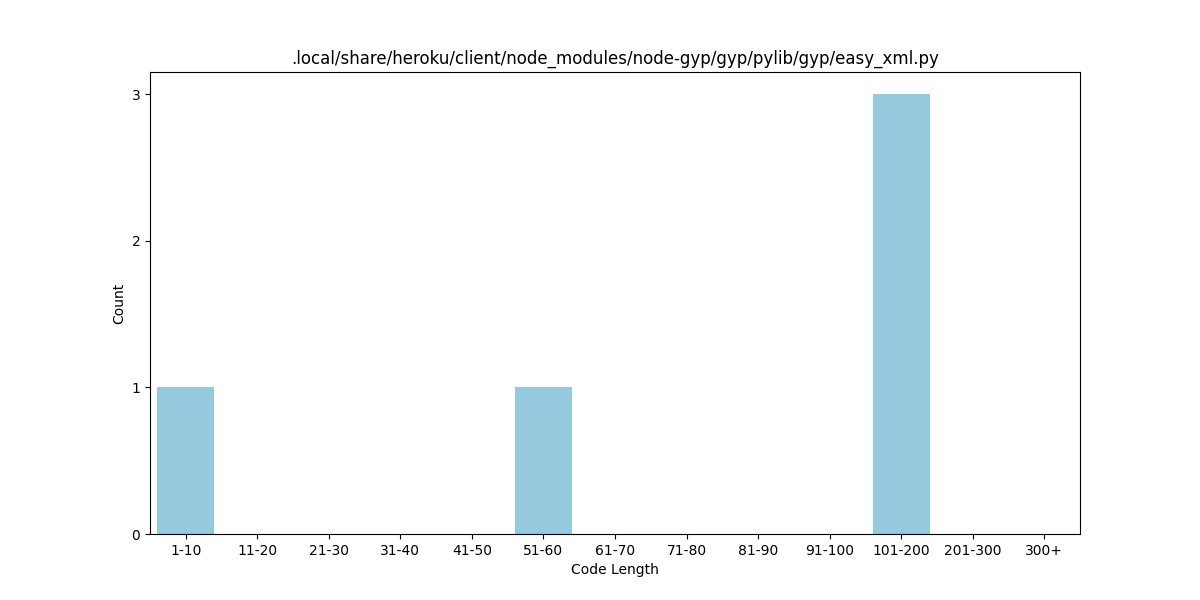 .local/share/heroku/client/node_modules/node-gyp/gyp/pylib/gyp/easy_xml.py
3
2
1
0
Count
1-10 11-20 21-30 31-40 41-50 51-60 61-70 71-80 81-90 91-100 101-200 201-300 300+
Code Length